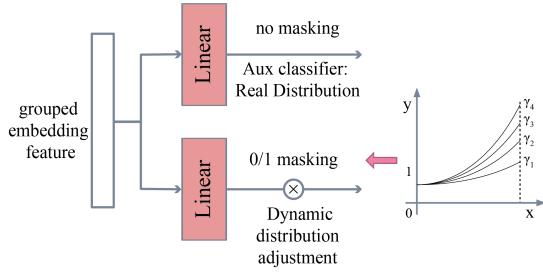 grouped
embedding
feature
Linear
no masking
Aux classifier:
Real Distribution
Linear
0/1 masking
×
Dynamic
distribution
adjustment
y
γ4
γ3
γ2
γ1
1
0
x